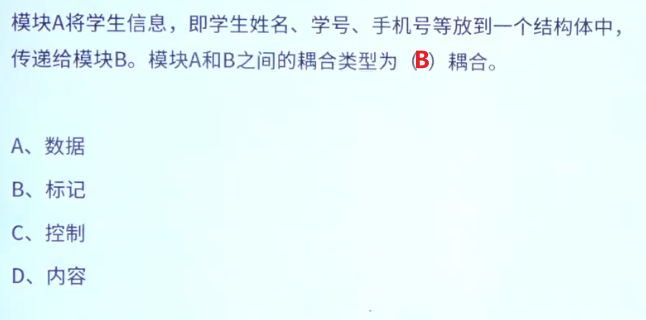 模块A将学生信息，即学生姓名、学号、手机号等放到一个结构体中，
传递给模块B。模块A和B之间的耦合类型为（B）耦合。
A、数据
B、标记
C、控制
D、内容